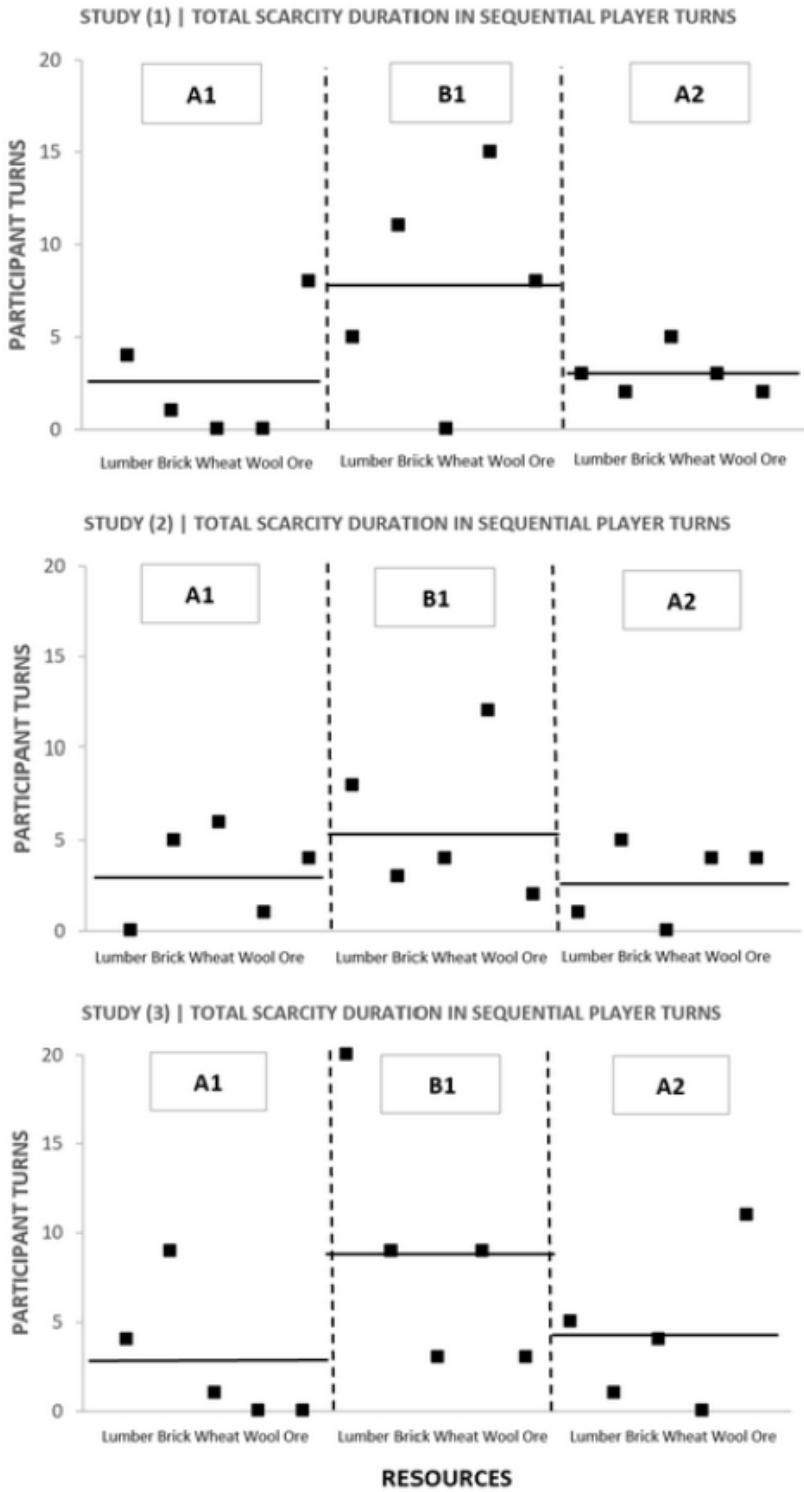 STUDY (1) | TOTAL SCARCITY DURATION IN SEQUENTIAL PLAYER TURNS
20
A1 B1 A2
15
10
5
0
PARTICIPANT TURNS
Lumber Brick Wheat Wool Ore Lumber Brick Wheat Wool Ore Lumber Brick Wheat Wool Ore
STUDY (2) | TOTAL SCARCITY DURATION IN SEQUENTIAL PLAYER TURNS
20
A1 B1 A2
15
10
5
0
PARTICIPANT TURNS
Lumber Brick Wheat Wool Ore Lumber Brick Wheat Wool Ore Lumber Brick Wheat Wool Ore
STUDY (3) | TOTAL SCARCITY DURATION IN SEQUENTIAL PLAYER TURNS
20
A1 B1 A2
15
10
5
0
PARTICIPANT TURNS
Lumber Brick Wheat Wool Ore Lumber Brick Wheat Wool Ore Lumber Brick Wheat Wool Ore
RESOURCES